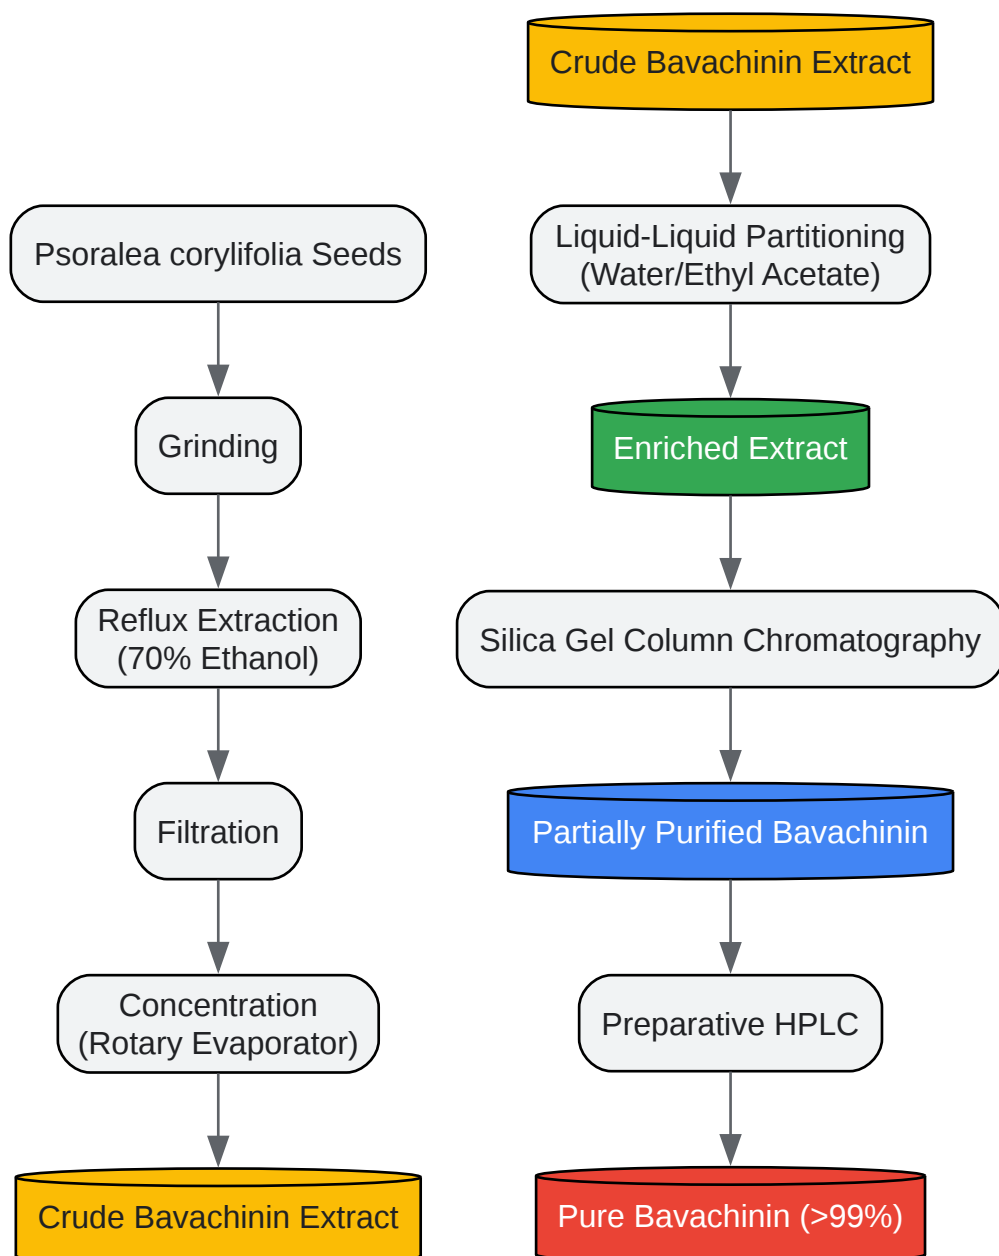 Psoralea corylifolia Seeds
Grinding
Reflux Extraction
(70% Ethanol)
Filtration
Concentration
(Rotary Evaporator)
Crude Bavachinin Extract
Crude Bavachinin Extract
Liquid-Liquid Partitioning
(Water/Ethyl Acetate)
Enriched Extract
Silica Gel Column Chromatography
Partially Purified Bavachinin
Preparative HPLC
Pure Bavachinin (>99%)